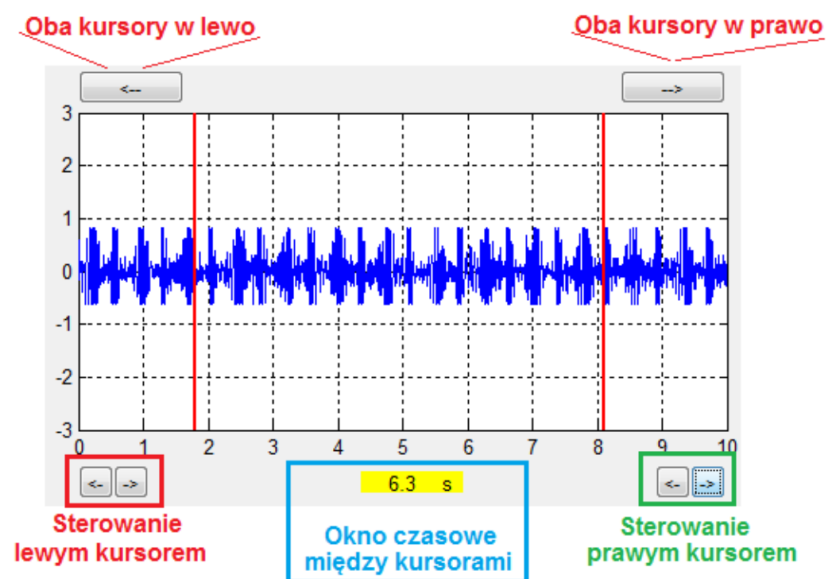 Oba kursory w lewo
Oba kursory w prawo
<--
-->
3
2
1
0
-1
-2
-3
0 1 2 3 4 5 6 7 8 9 10
<- ->
6.3 s
<- ->
Sterowanie
lewym kursorem
Okno czasowe
między kursorami
Sterowanie
prawym kursorem